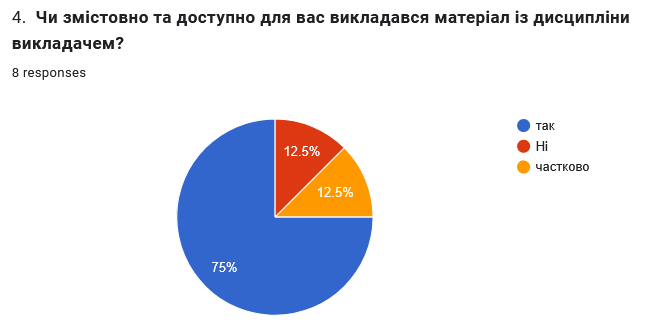 4. Чи змістовно та доступно для вас викладався матеріал із дисципліни
викладачем?
8 responses
так
Ні
частково
12.5%
12.5%
75%